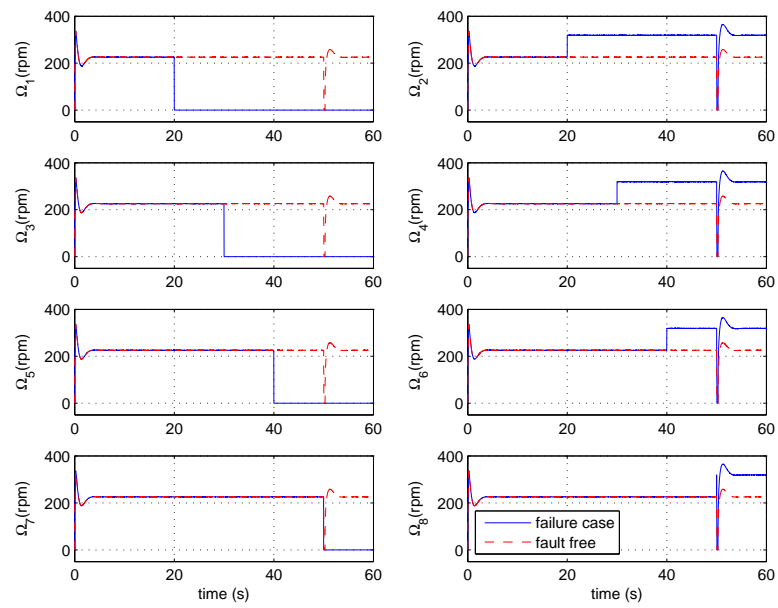 400
200
0
Ω1(rpm)
0 20 40 60
400
200
0
Ω2(rpm)
0 20 40 60
400
200
0
Ω3(rpm)
0 20 40 60
400
200
0
Ω4(rpm)
0 20 40 60
400
200
0
Ω5(rpm)
0 20 40 60
400
200
0
Ω6(rpm)
0 20 40 60
400
200
0
Ω7(rpm)
0 20 40 60
time (s)
400
200
0
Ω8(rpm)
failure case
fault free
0 20 40 60
time (s)